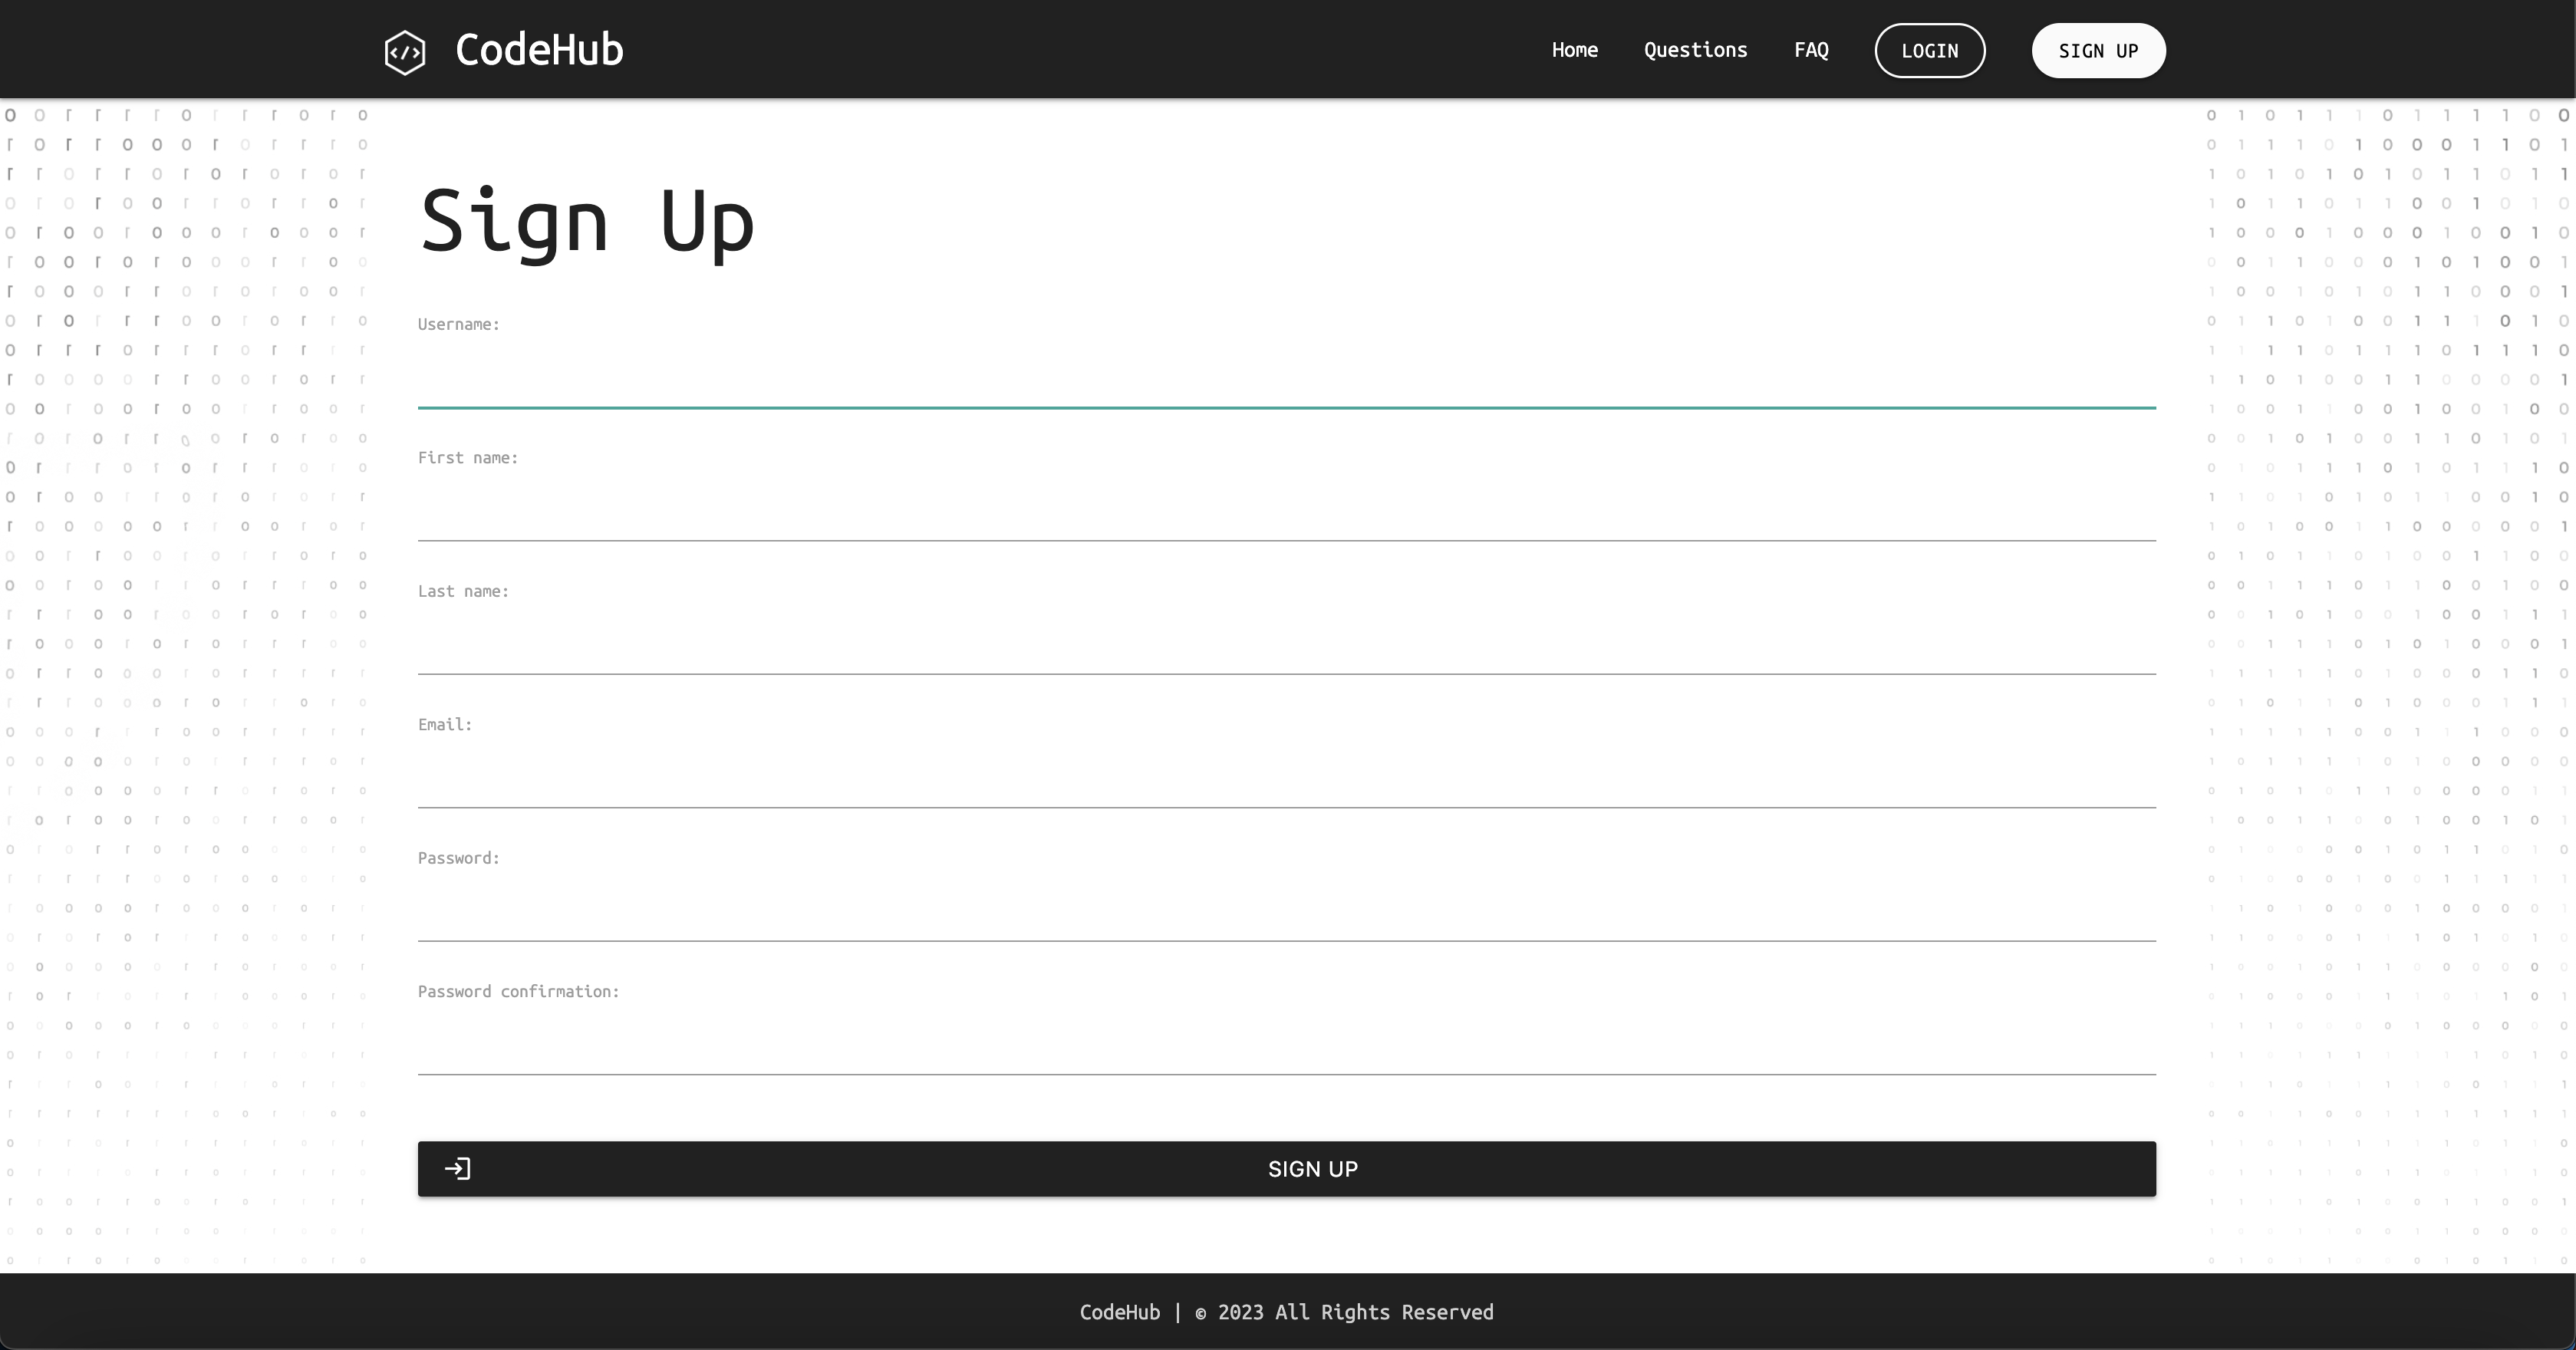 CodeHub
Home Questions FAQ LOGIN SIGN UP
Sign Up
Username:
First name:
Last name:
Email:
Password:
Password confirmation:
SIGN UP
CodeHub | © 2023 All Rights Reserved